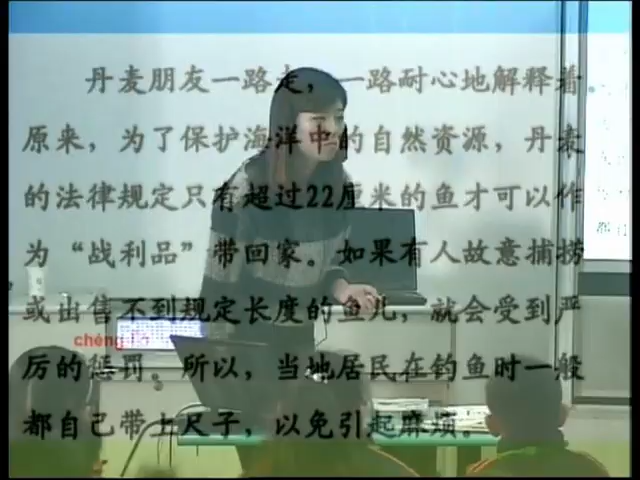 丹麦朋友一路走，一路耐心地解释着
原来，为了保护海洋中的自然资源，丹麦
的法律规定只有超过22厘米的鱼才可以作
为“战利品”带回家。如果有人故意捕捞
或出售不到规定长度的鱼儿，就会受到严
chéng fá
厉的惩罚。所以，当地居民在钓鱼时一般
都自己带上尺子，以免引起麻烦。